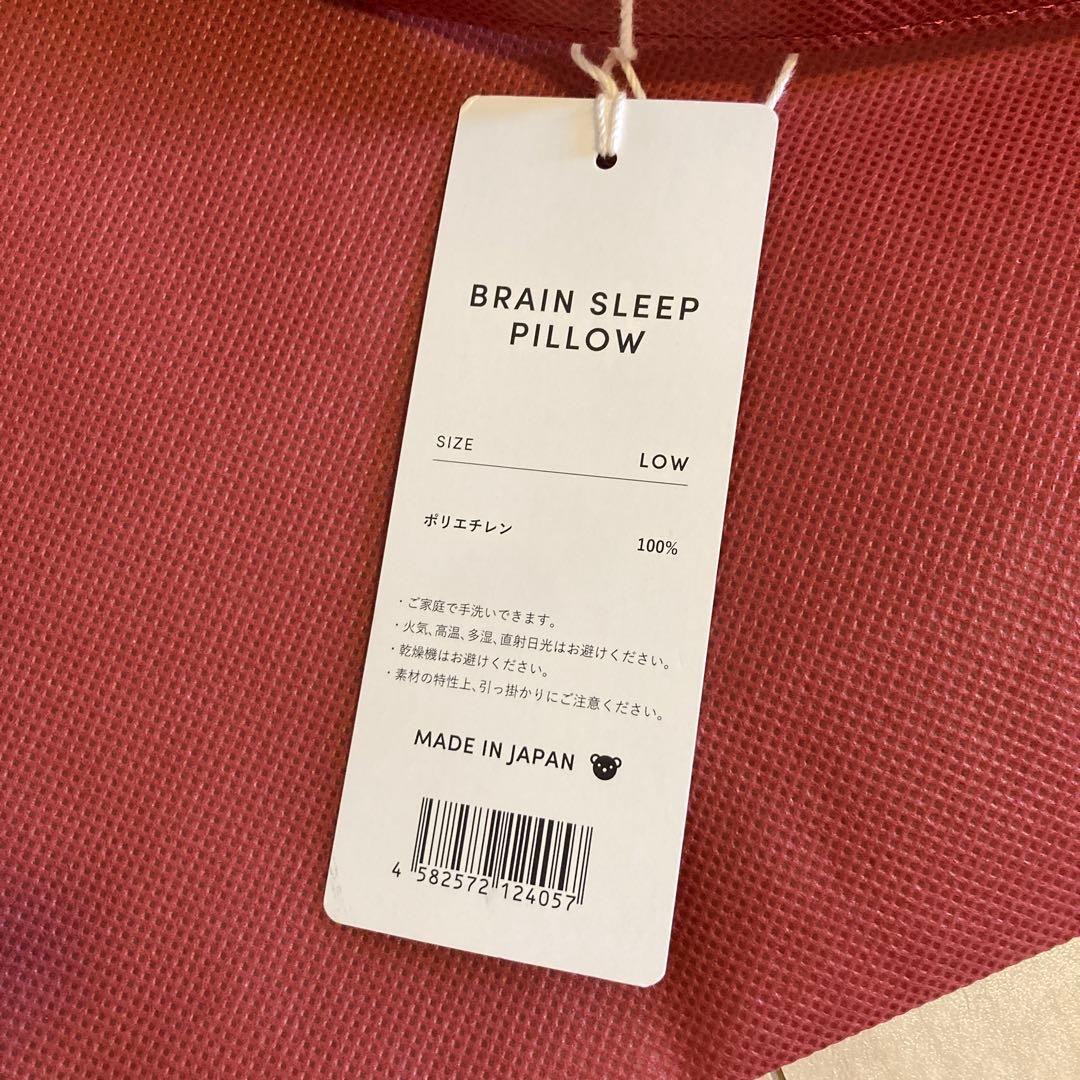 BRAIN SLEEP
PILLOW
SIZE LOW
ポリエチレン 100%
・ご家庭で手洗いできます。
・火気、高温、多湿、直射日光はお避けください。
・乾燥機はお避けください。
・素材の特性上、引っ掛かりにご注意ください。
MADE IN JAPAN
4 582572 124057